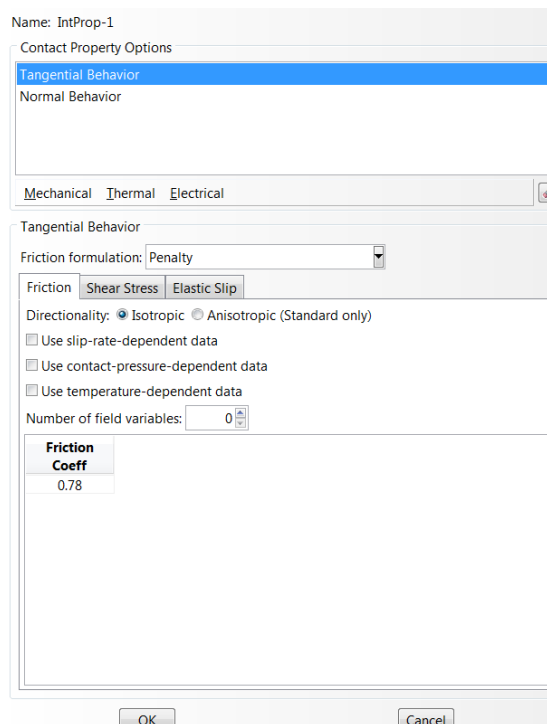 Name: IntProp-1
Contact Property Options
Tangential Behavior
Normal Behavior
Mechanical Thermal Electrical
Tangential Behavior
Friction formulation: Penalty
Friction Shear Stress Elastic Slip
Directionality: Isotropic Anisotropic (Standard only)
Use slip-rate-dependent data
Use contact-pressure-dependent data
Use temperature-dependent data
Number of field variables: 0
Friction
Coeff
0.78
OK Cancel